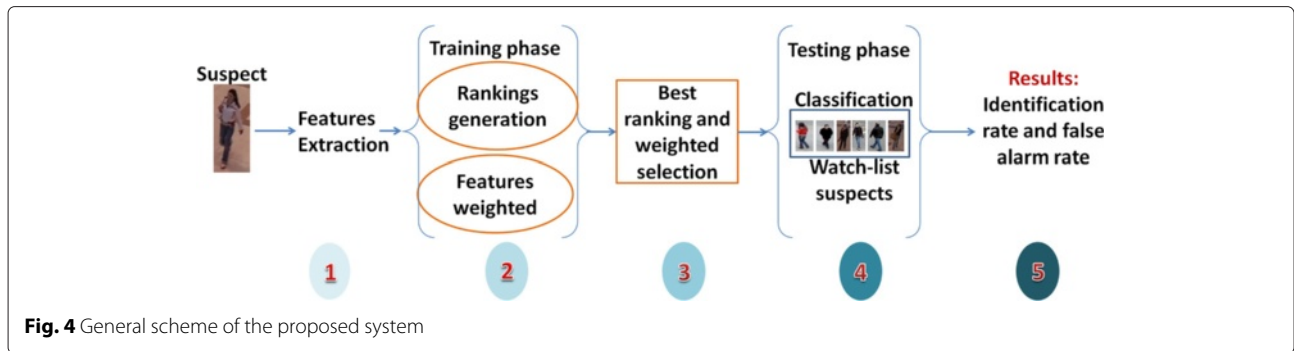 Suspect
Features
Extraction
Training phase
Rankings
generation
Features
weighted
Best
ranking and
weighted
selection
Testing phase
Classification
Watch-list
suspects
Results:
Identification
rate and false
alarm rate
1
2
3
4
5
Fig. 4 General scheme of the proposed system